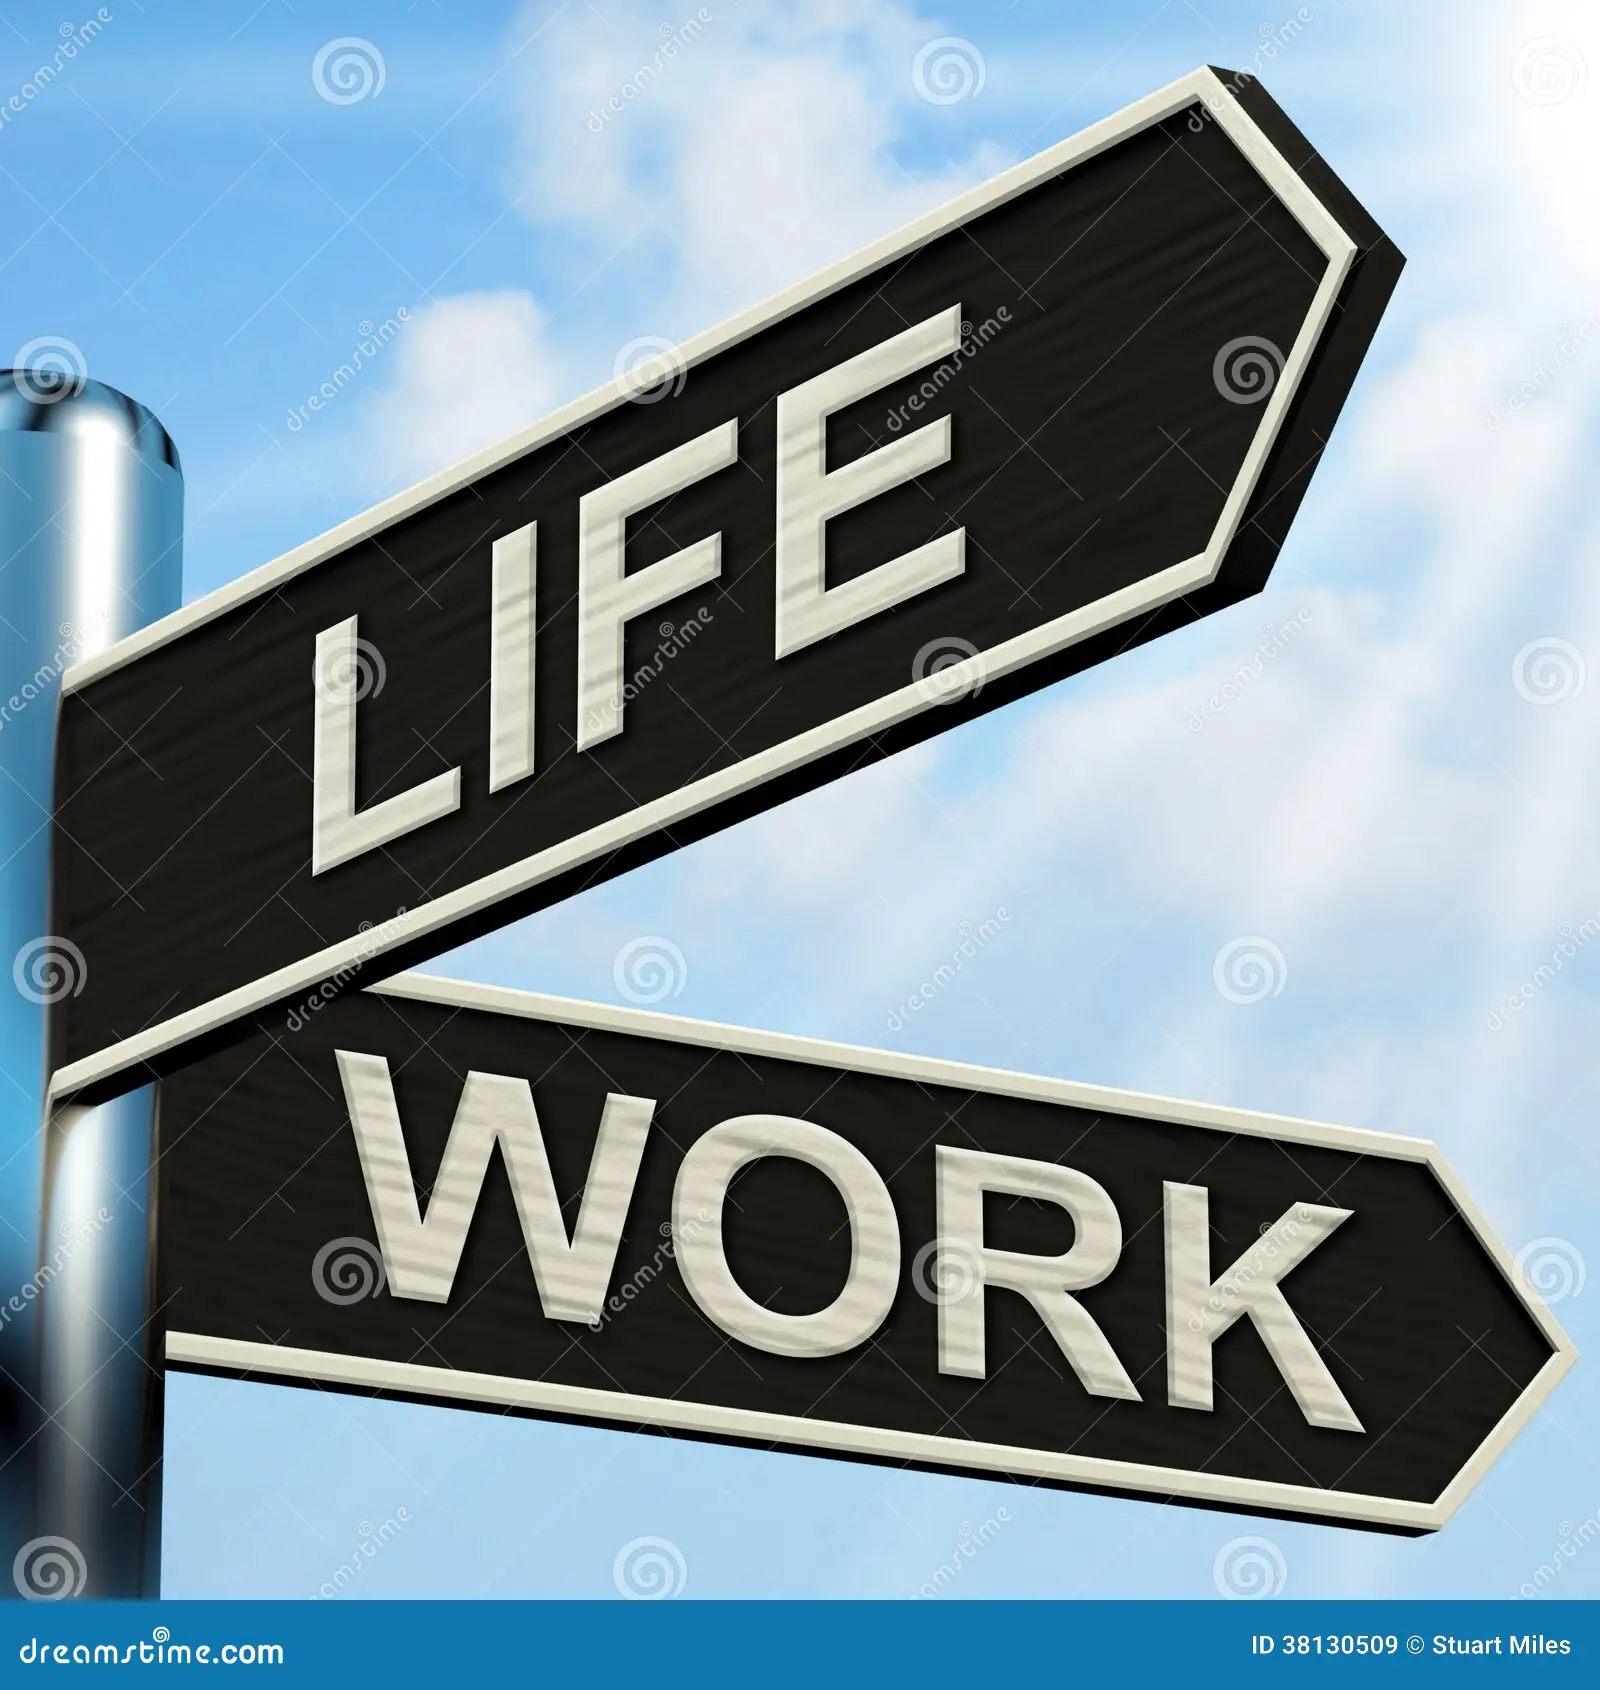 LIFE
WORK
dreamstime.com
ID 38130509 © Stuart Miles